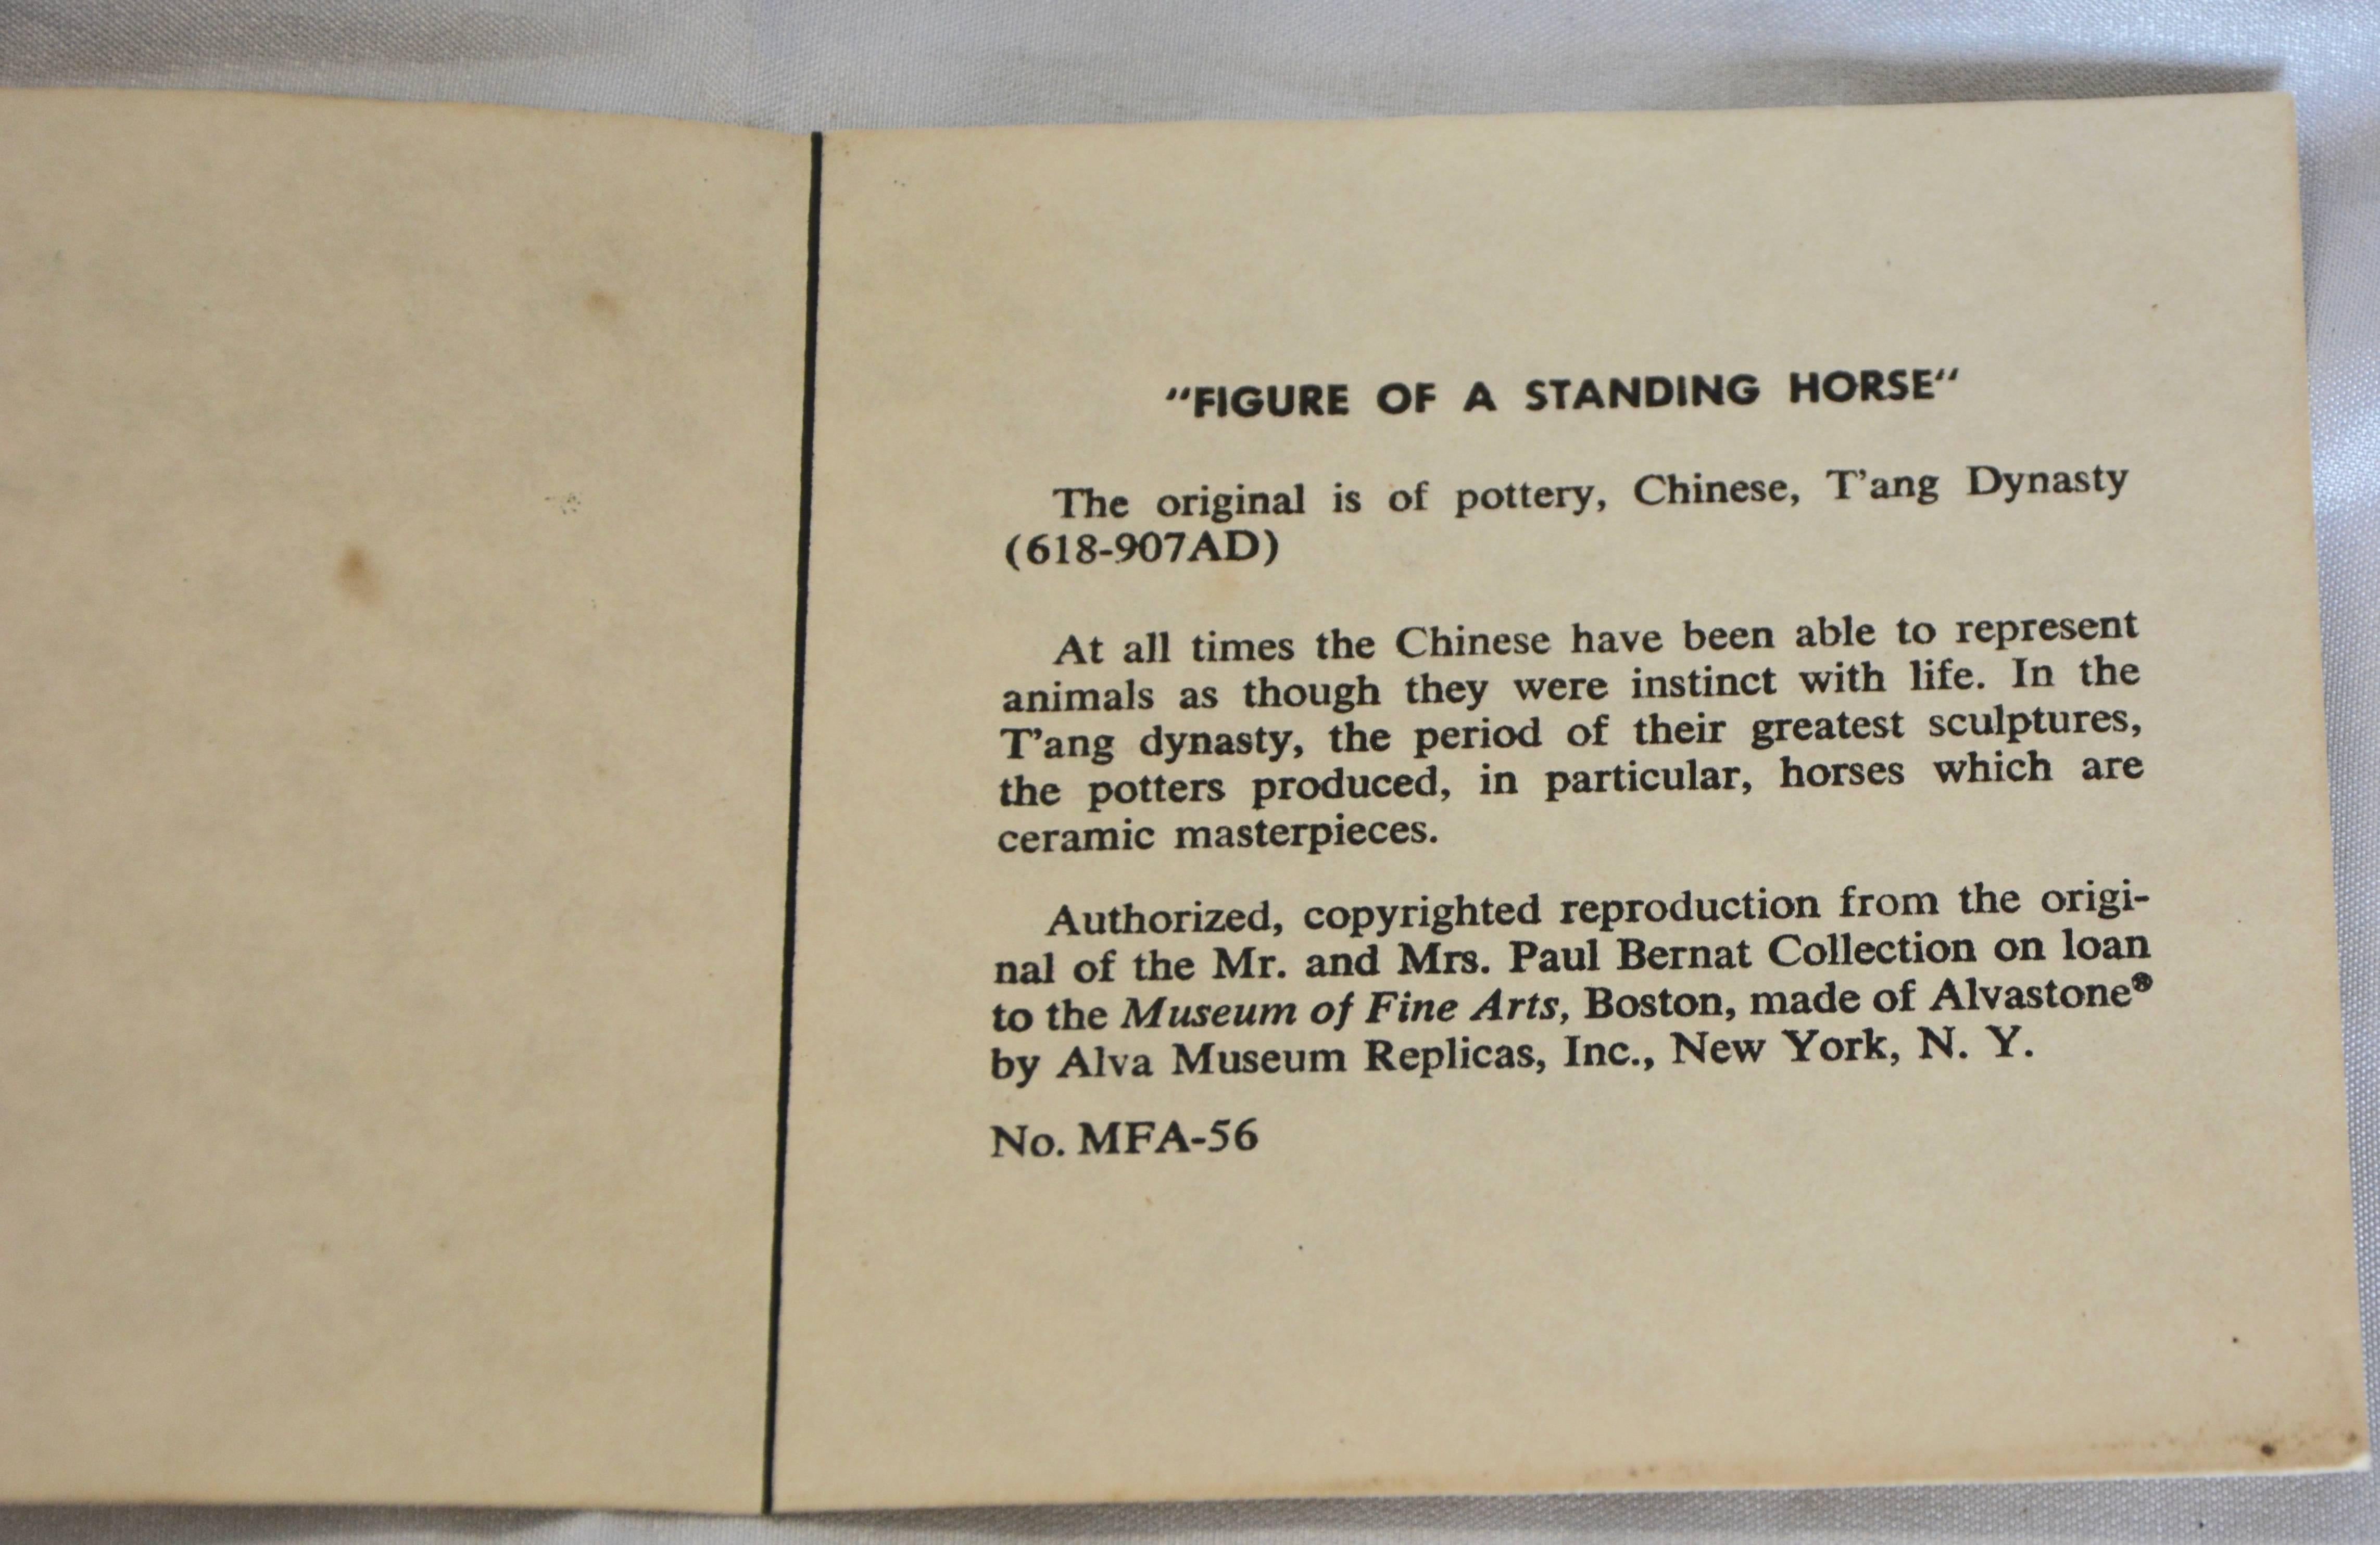 "FIGURE OF A STANDING HORSE"
The original is of pottery, Chinese, T'ang Dynasty
(618-907AD)
At all times the Chinese have been able to represent
animals as though they were instinct with life. In the
T'ang dynasty, the period of their greatest sculptures,
the potters produced, in particular, horses which are
ceramic masterpieces.
Authorized, copyrighted reproduction from the origi-
nal of the Mr. and Mrs. Paul Bernat Collection on loan
to the Museum of Fine Arts, Boston, made of Alvastone®
by Alva Museum Replicas, Inc., New York, N. Y.
No. MFA-56